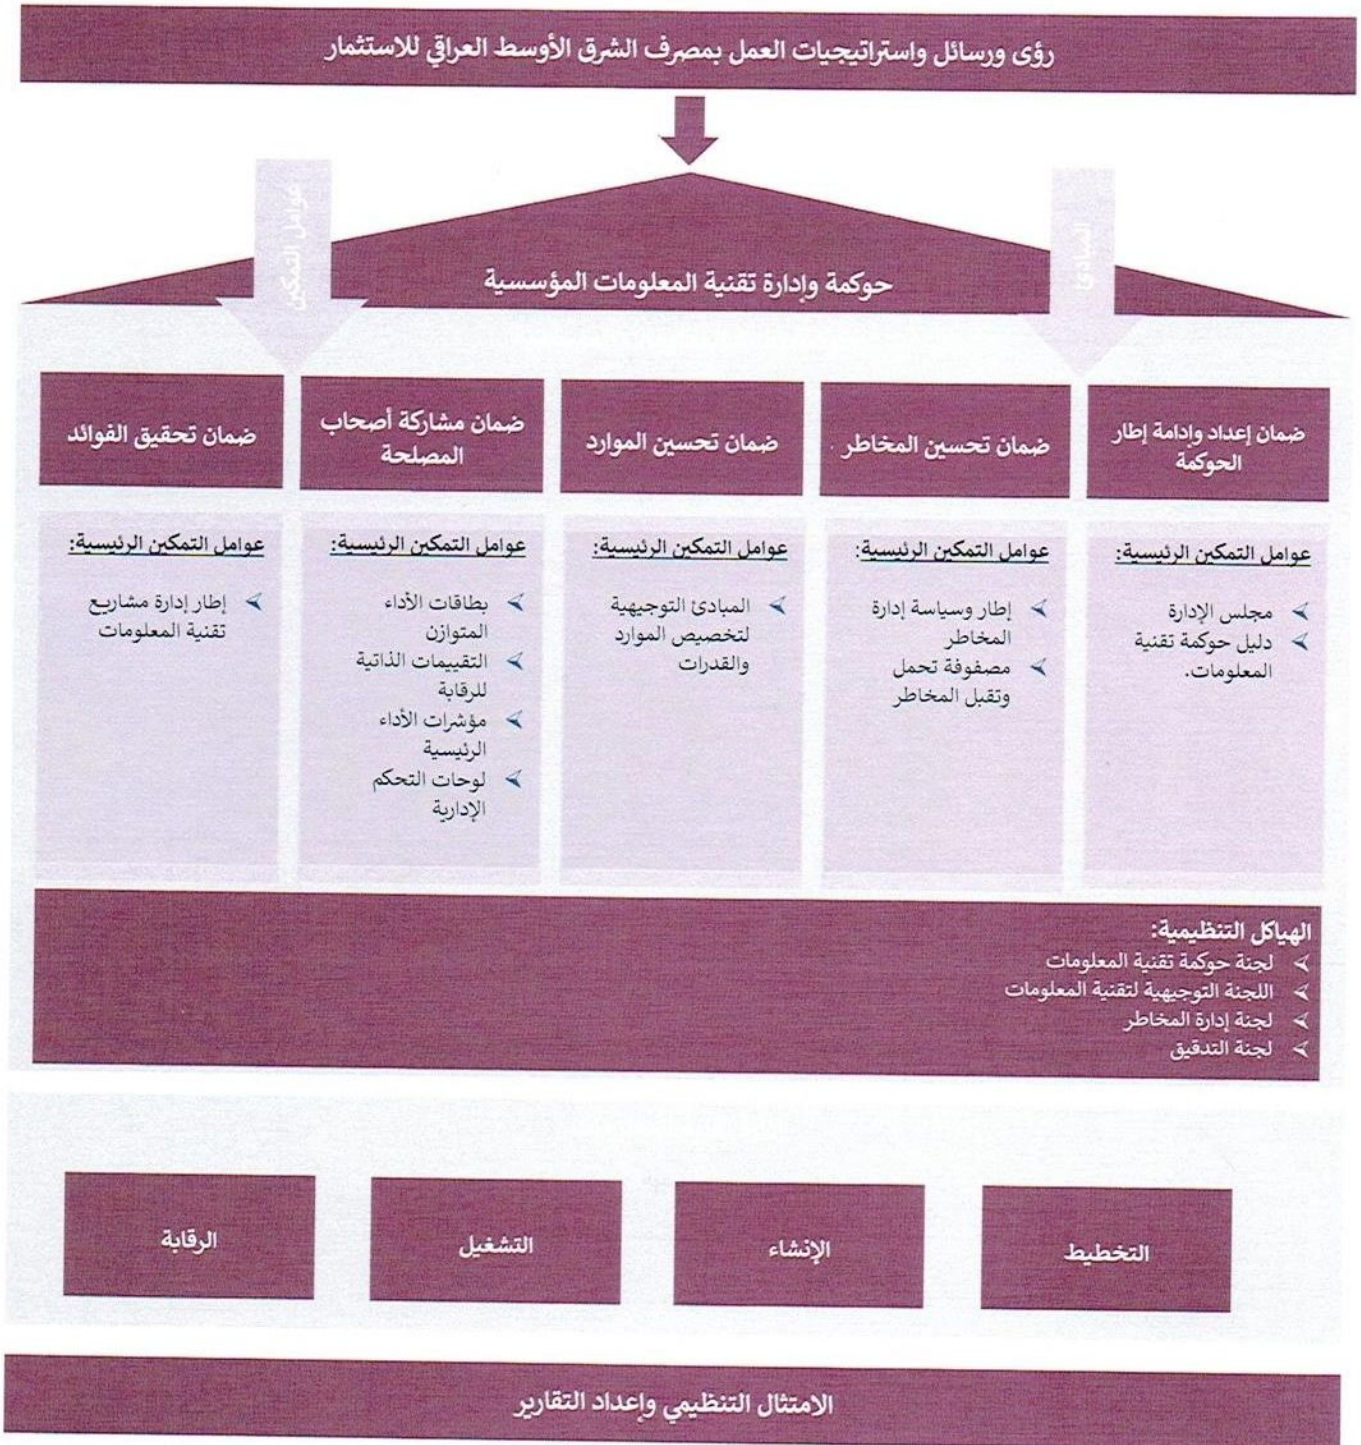 رؤى ورسائل واستراتيجيات العمل بمصرف الشرق الأوسط العراقي للاستثمار
المبادئ
عوامل التمكين
حوكمة وإدارة تقنية المعلومات المؤسسية
ضمان إعداد وإدامة إطار
الحوكمة
عوامل التمكين الرئيسية:
مجلس الإدارة
دليل حوكمة تقنية
المعلومات.
ضمان تحسين المخاطر .
عوامل التمكين الرئيسية:
إطار وسياسة إدارة
المخاطر
مصفوفة تحمل
وتقبل المخاطر
ضمان تحسين الموارد
عوامل التمكين الرئيسية:
المبادئ التوجيهية
لتخصيص الموارد
والقدرات
ضمان مشاركة أصحاب
المصلحة
عوامل التمكين الرئيسية:
بطاقات الأداء
المتوازن
التقييمات الذاتية
للرقابة
مؤشرات الأداء
الرئيسية
لوحات التحكم
الإدارية
ضمان تحقيق الفوائد
عوامل التمكين الرئيسية:
إطار إدارة مشاريع
تقنية المعلومات
الهياكل التنظيمية:
لجنة حوكمة تقنية المعلومات
اللجنة التوجيهية لتقنية المعلومات
لجنة إدارة المخاطر
لجنة التدقيق
التخطيط
الإنشاء
التشغيل
الرقابة
الامتثال التنظيمي وإعداد التقارير